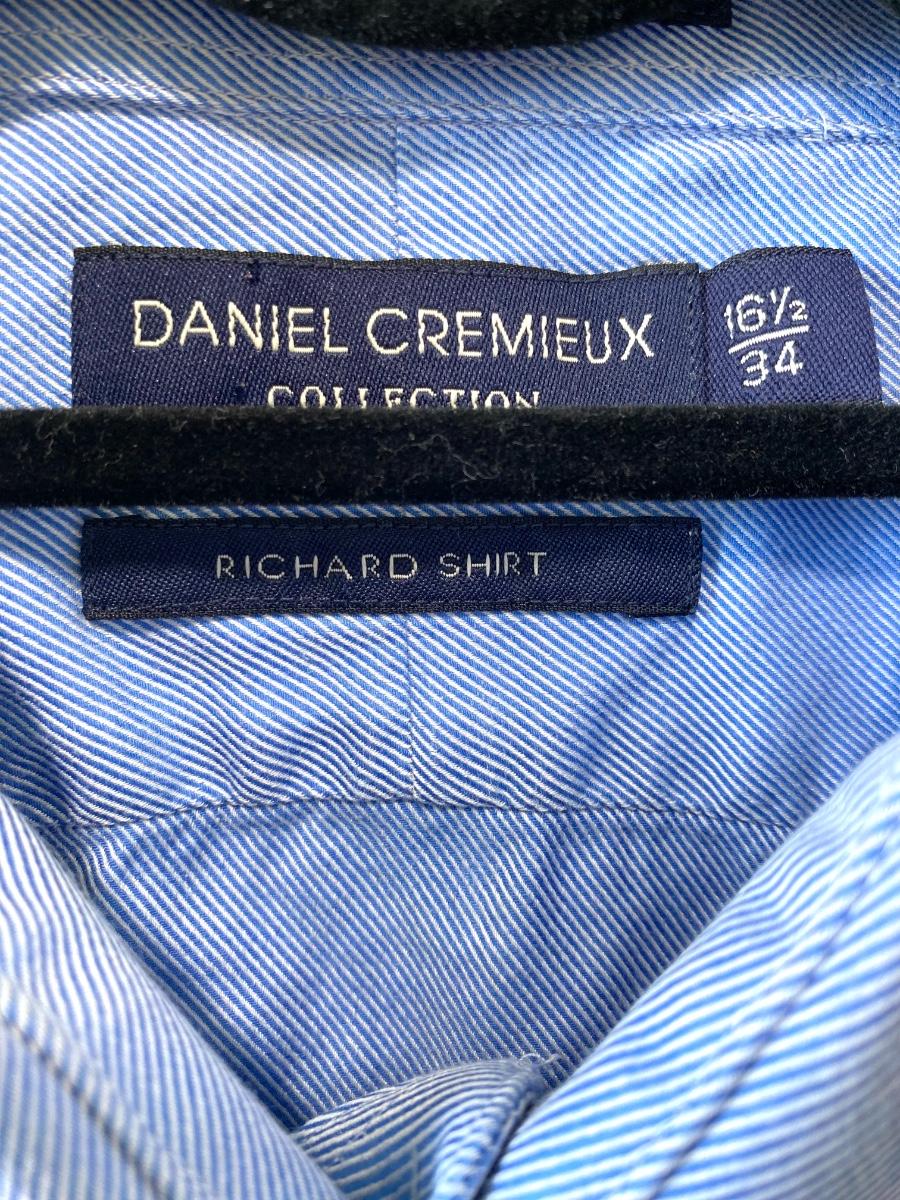 DANIEL CREMIEUX
COLLECTION
16½
34
RICHARD SHIRT